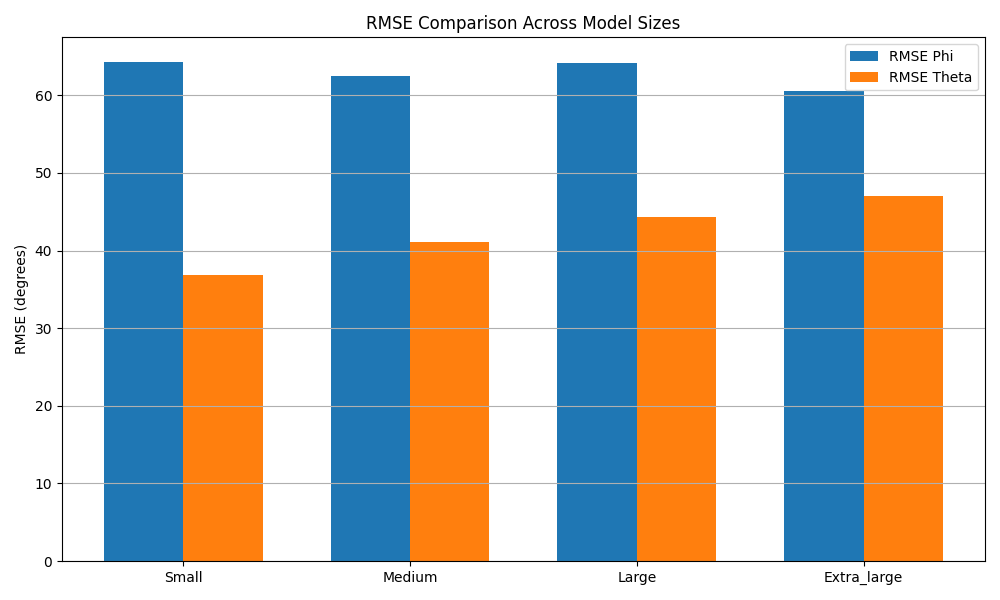 RMSE Comparison Across Model Sizes
RMSE Phi
RMSE Theta
RMSE (degrees)
60
50
40
30
20
10
0
Small Medium Large Extra_large